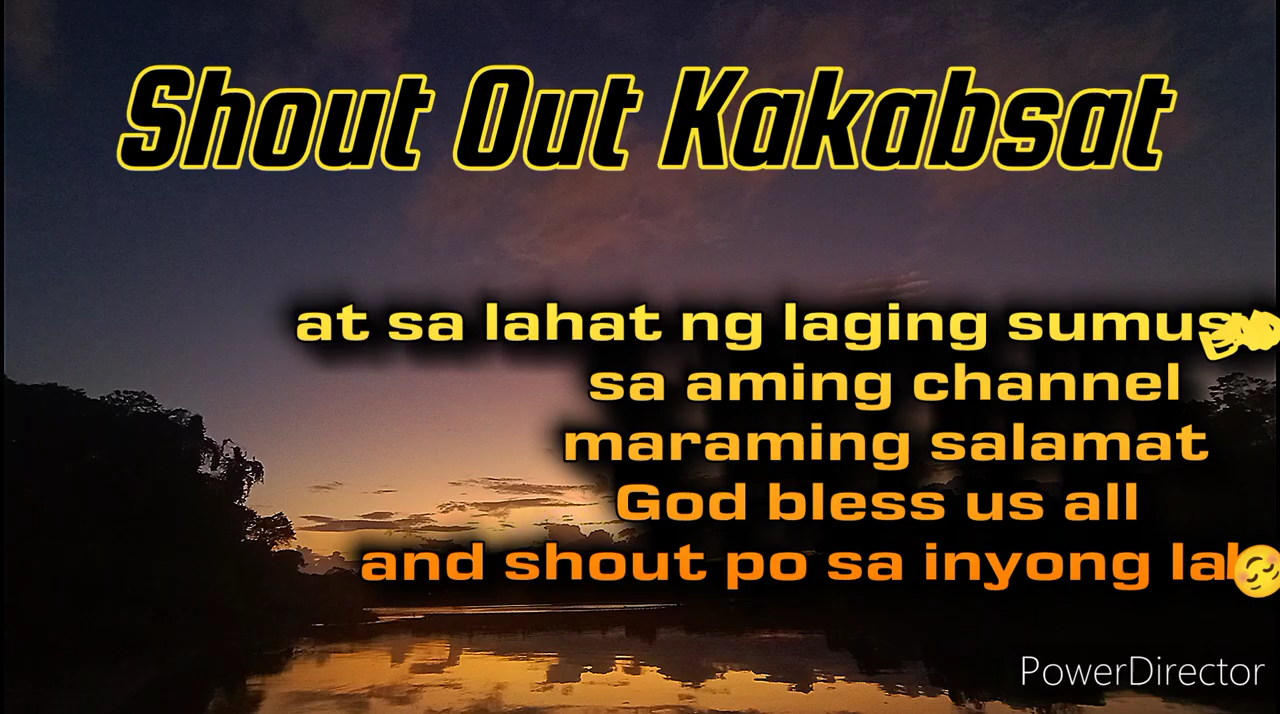 Shout Out Kakabsat
at sa lahat ng laging
sa aming channel
maraming salamat
God bless us all
and shout po sa inyong
PowerDirector